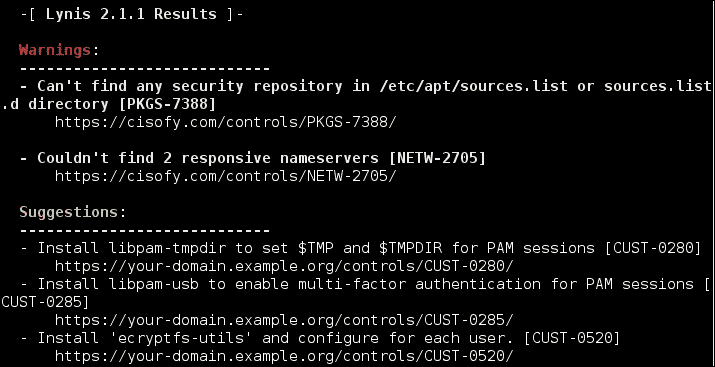 -[ Lynis 2.1.1 Results ]-
Warnings:
----------------------------
- Can't find any security repository in /etc/apt/sources.list or sources.list
.d directory [PKGS-7388]
https://cisofy.com/controls/PKGS-7388/
- Couldn't find 2 responsive nameservers [NETW-2705]
https://cisofy.com/controls/NETW-2705/
Suggestions:
----------------------------
- Install libpam-tmpdir to set $TMP and $TMPDIR for PAM sessions [CUST-0280]
https://your-domain.example.org/controls/CUST-0280/
- Install libpam-usb to enable multi-factor authentication for PAM sessions [
CUST-0285]
https://your-domain.example.org/controls/CUST-0285/
- Install 'ecryptfs-utils' and configure for each user. [CUST-0520]
https://your-domain.example.org/controls/CUST-0520/